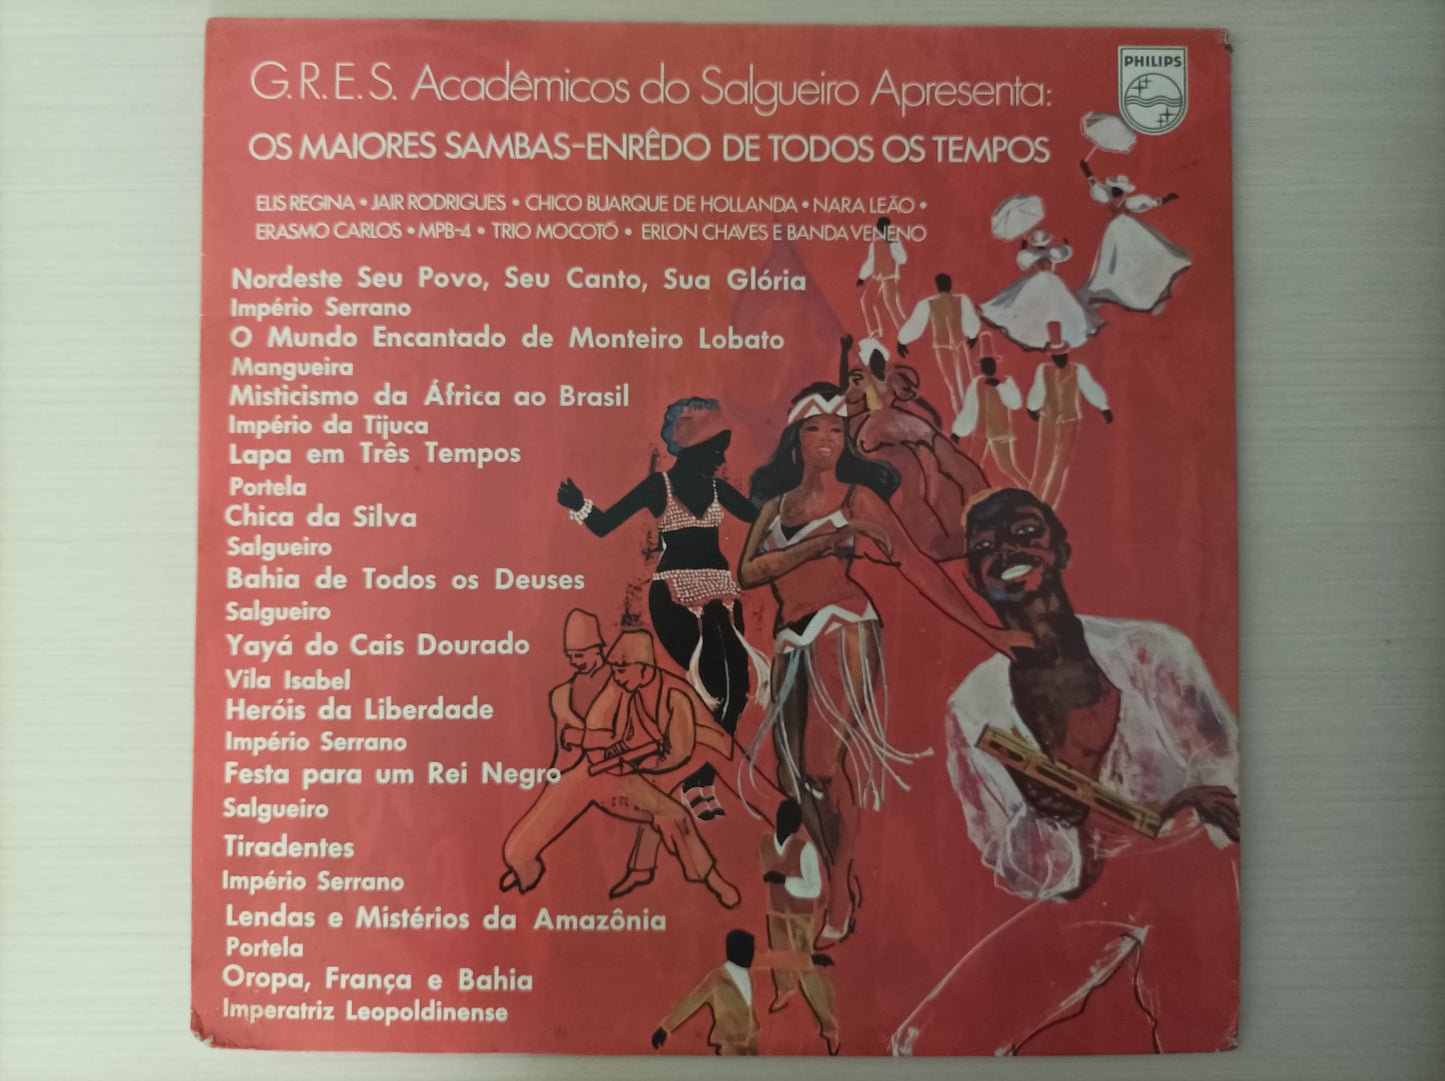 G.R.E.S. Acadêmicos do Salgueiro Apresenta:
PHILIPS
OS MAIORES SAMBAS-ENRÊDO DE TODOS OS TEMPOS
ELIS REGINA • JAIR RODRIGUES • CHICO BUARQUE DE HOLLANDA • NARA LEÃO •
ERASMO CARLOS • MPB-4 • TRIO MOCOTÓ • ERLON CHAVES E BANDA VENENO
Nordeste Seu Povo, Seu Canto, Sua Glória
Império Serrano
O Mundo Encantado de Monteiro Lobato
Mangueira
Misticismo da África ao Brasil
Império da Tijuca
Lapa em Três Tempos
Portela
Chica da Silva
Salgueiro
Bahia de Todos os Deuses
Salgueiro
Yayá do Cais Dourado
Vila Isabel
Heróis da Liberdade
Império Serrano
Festa para um Rei Negro
Salgueiro
Tiradentes
Império Serrano
Lendas e Mistérios da Amazônia
Portela
Oropa, França e Bahia
Imperatriz Leopoldinense